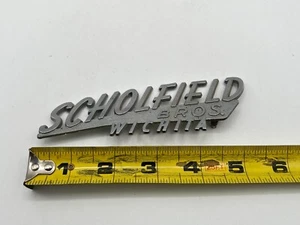 SCHOLFIELD
BROS.
WICHITA
1 2 3 4 5 6